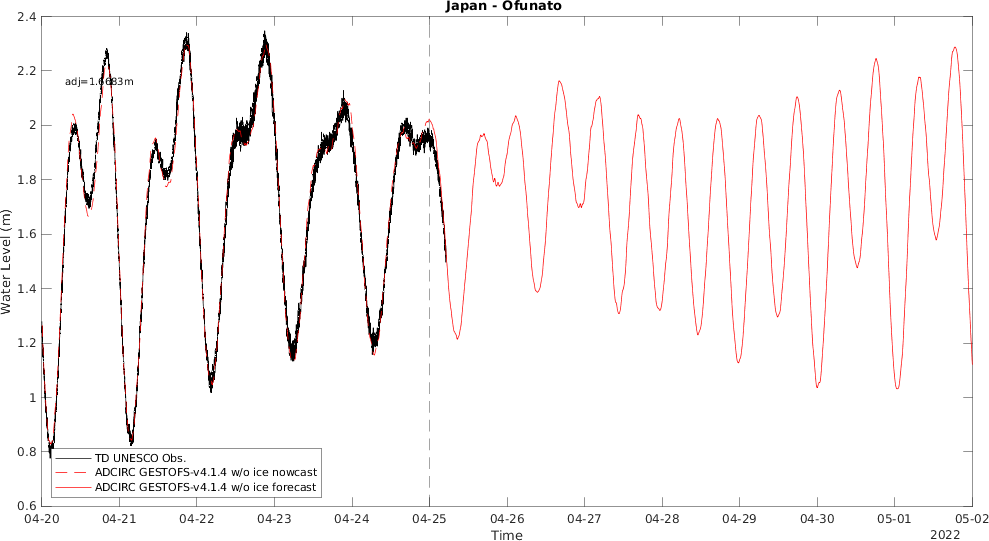 Japan - Ofunato
2.4
2.2
2
1.8
1.6
1.4
1.2
1
0.8
0.6
Water Level (m)
adj=1.6683m
TD UNESCO Obs.
ADCIRC GESTOFS-v4.1.4 w/o ice nowcast
ADCIRC GESTOFS-v4.1.4 w/o ice forecast
04-20 04-21 04-22 04-23 04-24 04-25 04-26 04-27 04-28 04-29 04-30 05-01 05-02
Time
2022